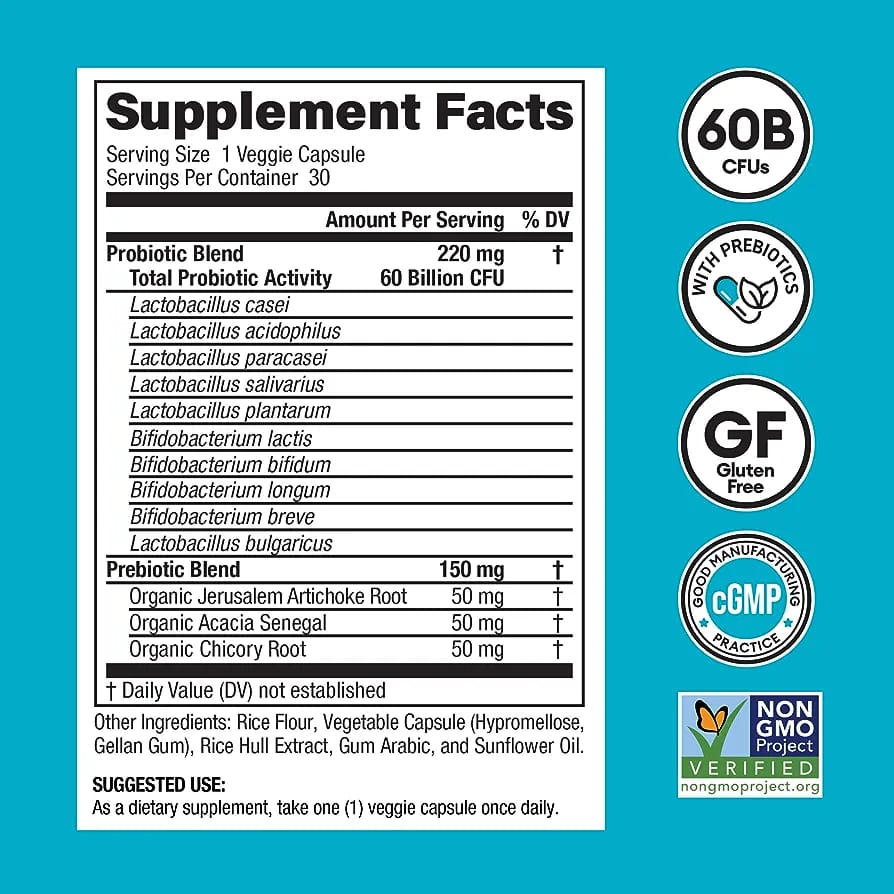 Supplement Facts
Serving Size 1 Veggie Capsule
Servings Per Container 30
Amount Per Serving % DV
Probiotic Blend 220 mg †
Total Probiotic Activity 60 Billion CFU
Lactobacillus casei
Lactobacillus acidophilus
Lactobacillus paracasei
Lactobacillus salivarius
Lactobacillus plantarum
Bifidobacterium lactis
Bifidobacterium bifidum
Bifidobacterium longum
Bifidobacterium breve
Lactobacillus bulgaricus
Prebiotic Blend 150 mg †
Organic Jerusalem Artichoke Root 50 mg †
Organic Acacia Senegal 50 mg †
Organic Chicory Root 50 mg †
† Daily Value (DV) not established
Other Ingredients: Rice Flour, Vegetable Capsule (Hypromellose,
Gellan Gum), Rice Hull Extract, Gum Arabic, and Sunflower Oil.
SUGGESTED USE:
As a dietary supplement, take one (1) veggie capsule once daily.
60B
CFUs
WITH PREBIOTICS
GF
Gluten
Free
GOOD MANUFACTURING
cGMP
PRACTICE
NON
GMO
Project
VERIFIED
nongmoproject.org